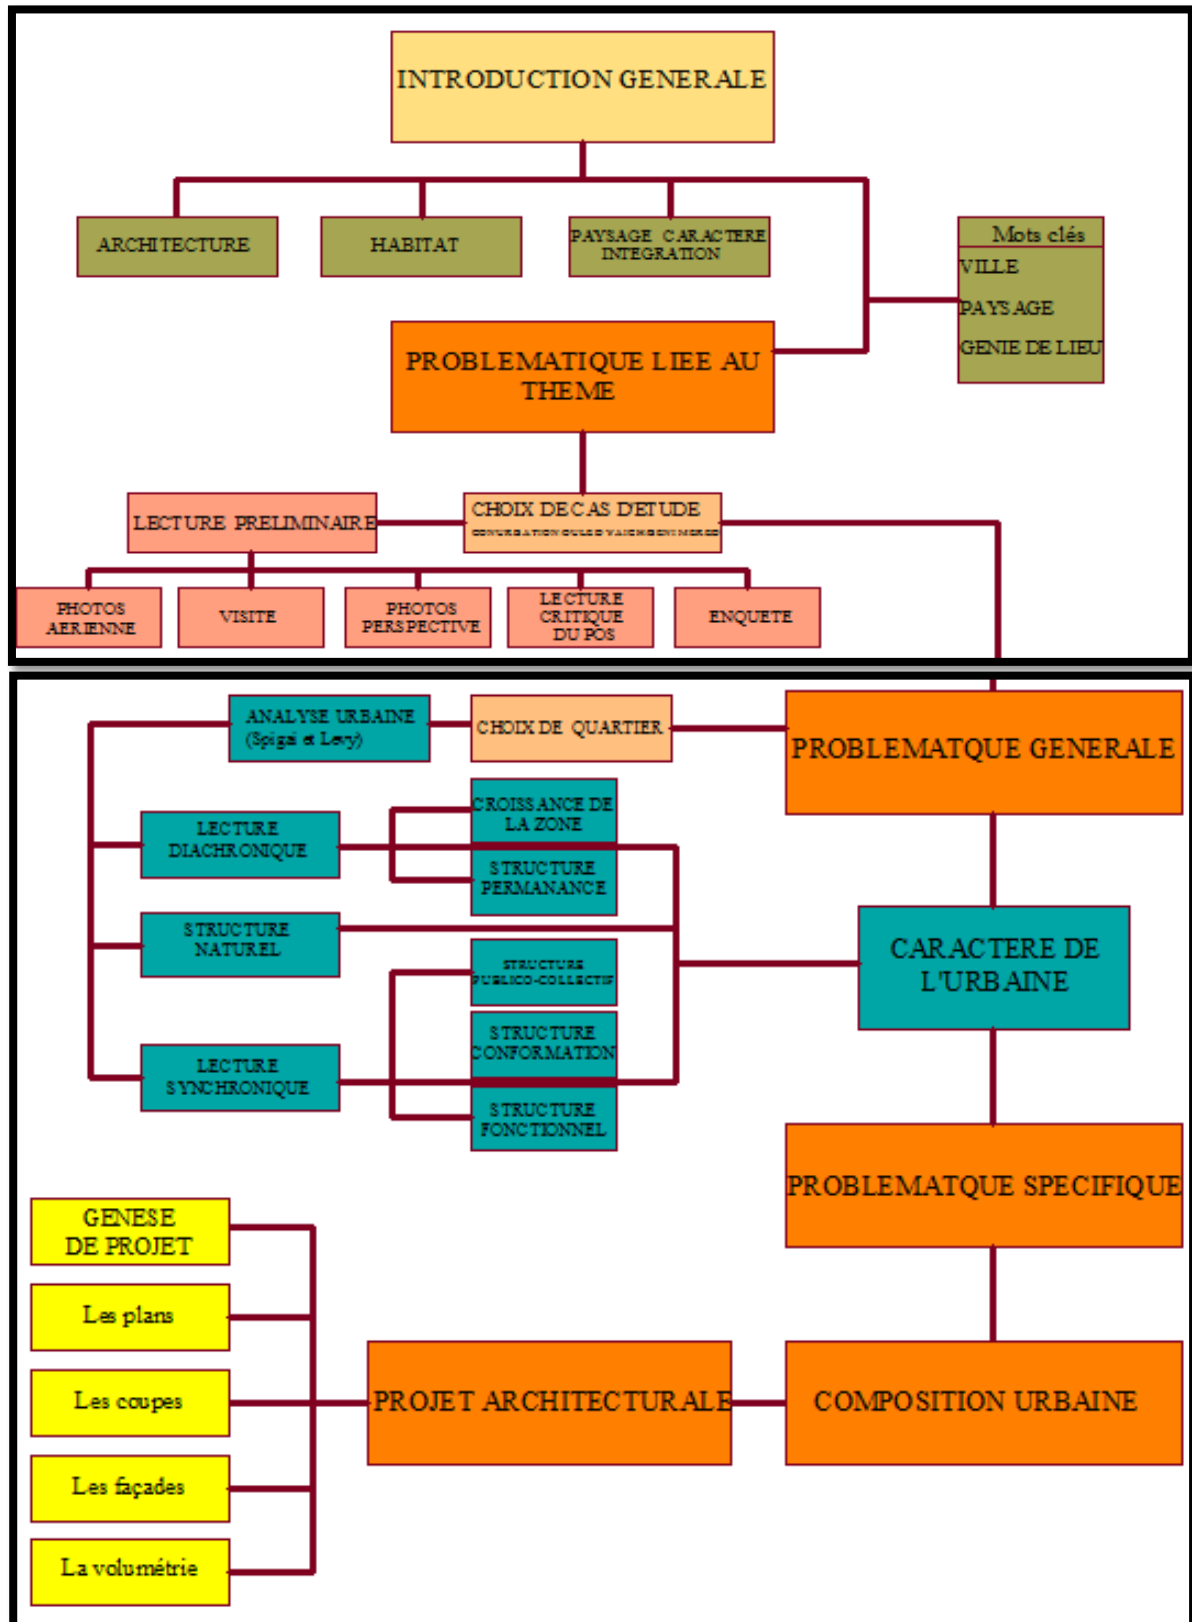 INTRODUCTION GENERALE
ARCHITECTURE
HABITAT
PAYSAGE CARACTERE
INTEGRATION
Mots clés
VILLE
PAYSAGE
GENIE DE LIEU
PROBLEMATIQUE LIEE AU
THEME
LECTURE PRELIMINAIRE
CHOIX DE CAS D'ETUDE
PHOTOS
AERIENNE
VISITE
PHOTOS
PERSPECTIVE
LECTURE
CRITIQUE
DU POS
ENQUETE
ANALYSE URBAINE
(Spigai et Levy)
CHOIX DE QUARTIER
PROBLEMATQUE GENERALE
CROISSANCE DE
LA ZONE
LECTURE
DIACHRONIQUE
STRUCTURE
PERMANANCE
STRUCTURE
NATUREL
CARACTERE DE
L'URBAINE
STRUCTURE
PUBLICO-COLLECTIF
STRUCTURE
CONFORMATION
LECTURE
SYNCHRONIQUE
STRUCTURE
FONCTIONNEL
PROBLEMATQUE SPECIFIQUE
GENESE
DE PROJET
Les plans
Les coupes
Les façades
La volumétrie
PROJET ARCHITECTURALE
COMPOSITION URBAINE